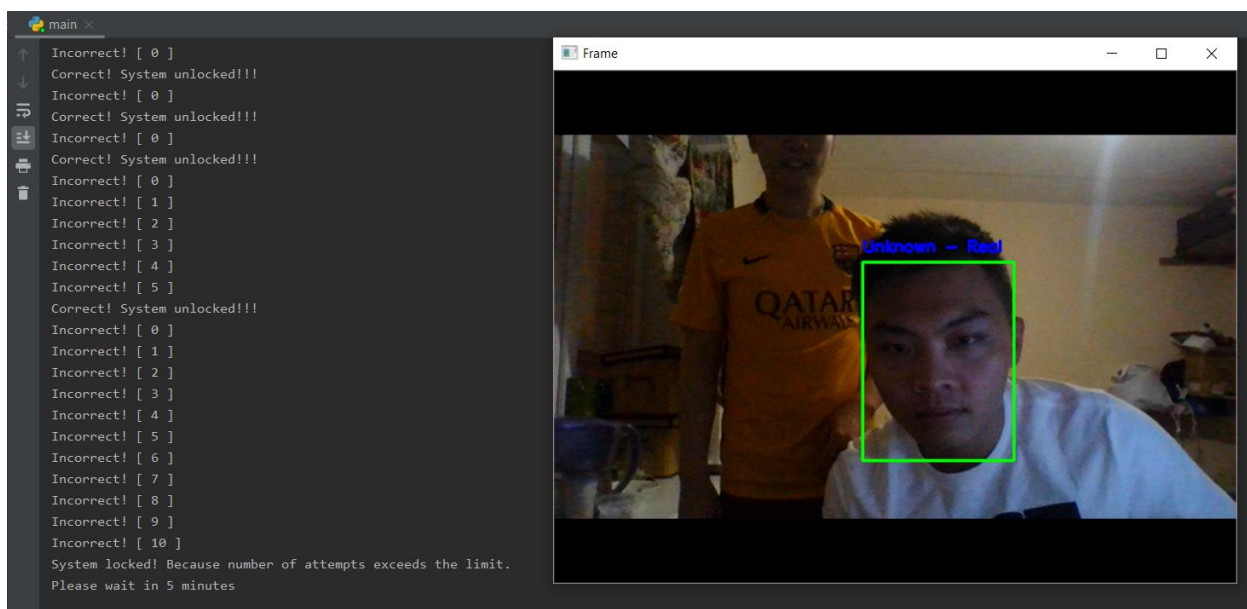 main
Incorrect! [ 0 ]
Correct! System unlocked!!!
Incorrect! [ 0 ]
Correct! System unlocked!!!
Incorrect! [ 0 ]
Correct! System unlocked!!!
Incorrect! [ 0 ]
Incorrect! [ 1 ]
Incorrect! [ 2 ]
Incorrect! [ 3 ]
Incorrect! [ 4 ]
Incorrect! [ 5 ]
Correct! System unlocked!!!
Incorrect! [ 0 ]
Incorrect! [ 1 ]
Incorrect! [ 2 ]
Incorrect! [ 3 ]
Incorrect! [ 4 ]
Incorrect! [ 5 ]
Incorrect! [ 6 ]
Incorrect! [ 7 ]
Incorrect! [ 8 ]
Incorrect! [ 9 ]
Incorrect! [ 10 ]
System locked! Because number of attempts exceeds the limit.
Please wait in 5 minutes
Frame
Unknown - Real
QATAR
AIRWAYS